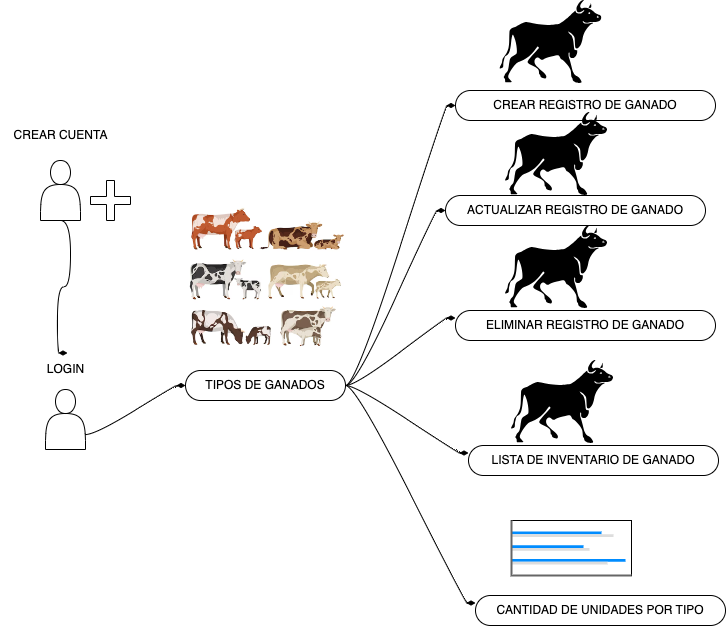 CREAR CUENTA
LOGIN
TIPOS DE GANADOS
CREAR REGISTRO DE GANADO
ACTUALIZAR REGISTRO DE GANADO
ELIMINAR REGISTRO DE GANADO
LISTA DE INVENTARIO DE GANADO
CANTIDAD DE UNIDADES POR TIPO